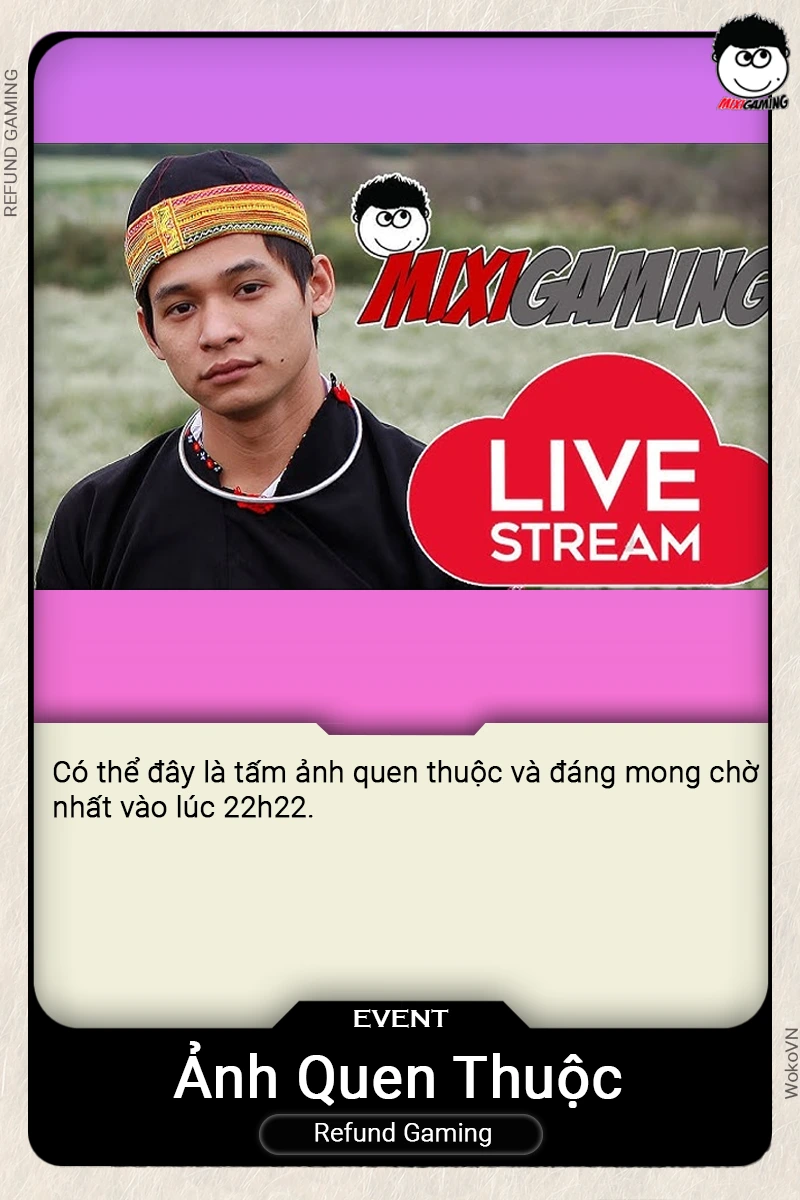 MIXIGAMING
REFUND GAMING
MIXIGAMING
LIVE
STREAM
Có thể đây là tấm ảnh quen thuộc và đáng mong chờ
nhất vào lúc 22h22.
EVENT
Ảnh Quen Thuộc
Refund Gaming
WokoVN